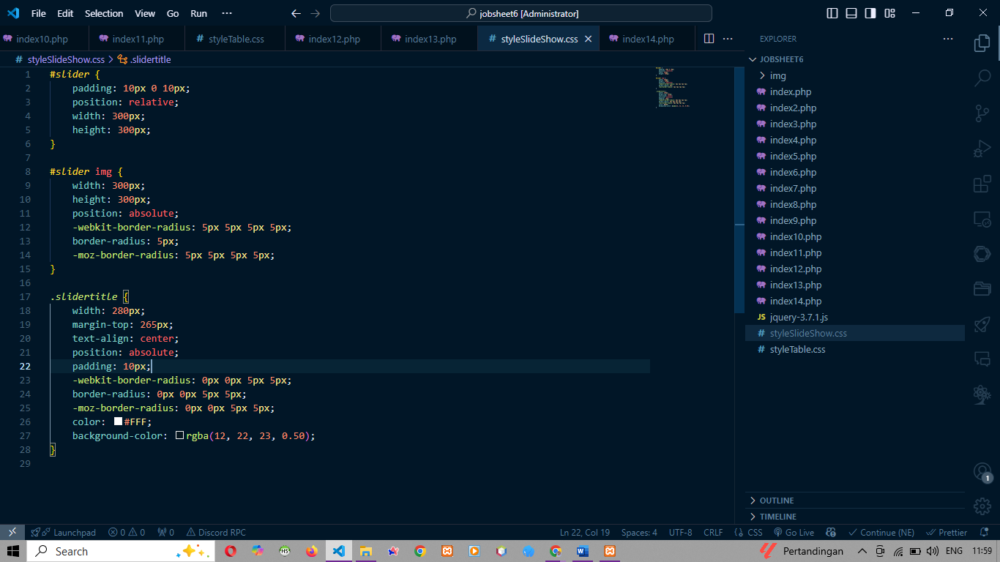 File Edit Selection View Go Run ··· jobsheet6 [Administrator]
index10.php index11.php styleTable.css index12.php index13.php # styleSlideShow.css index14.php
# styleSlideShow.css > .slidertitle
1 #slider {
2 padding: 10px 0 10px;
3 position: relative;
4 width: 300px;
5 height: 300px;
6 }
7
8 #slider img {
9 width: 300px;
10 height: 300px;
11 position: absolute;
12 -webkit-border-radius: 5px 5px 5px 5px;
13 border-radius: 5px;
14 -moz-border-radius: 5px 5px 5px 5px;
15 }
16
17 .slidertitle {
18 width: 280px;
19 margin-top: 265px;
20 text-align: center;
21 position: absolute;
22 padding: 10px;
23 -webkit-border-radius: 0px 0px 5px 5px;
24 border-radius: 0px 0px 5px 5px;
25 -moz-border-radius: 0px 0px 5px 5px;
26 color: #FFF;
27 background-color: rgba(12, 22, 23, 0.50);
28 }
29
EXPLORER
JOBSHEET6
img
index.php
index2.php
index3.php
index4.php
index5.php
index6.php
index7.php
index8.php
index9.php
index10.php
index11.php
index12.php
index13.php
index14.php
JS jquery-3.7.1.js
# styleSlideShow.css
# styleTable.css
OUTLINE
TIMELINE
1
Launchpad 0 0 0 Discord RPC Ln 22, Col 19 Spaces: 4 UTF-8 CRLF {} CSS Go Live Continue (NE) Prettier
Search Pertandingan ENG 11:59